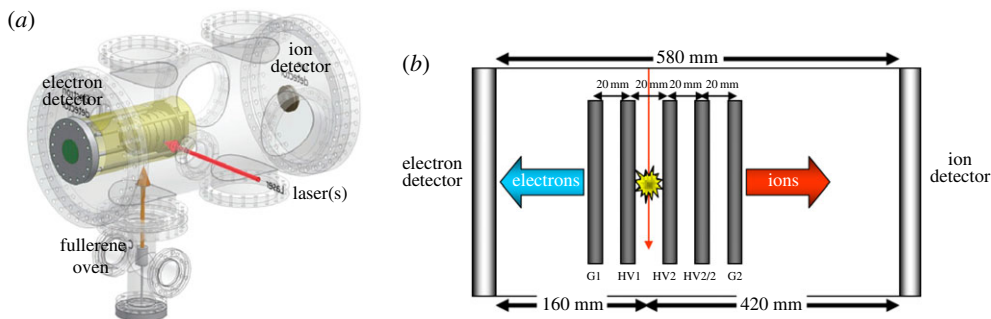 (a)
electron
detector
ion
detector
laser(s)
fullerene
oven
(b)
580 mm
20 mm
20 mm
20 mm
20 mm
electron
detector
electrons
ions
ion
detector
G1
HV1
HV2
HV2/2
G2
160 mm
420 mm